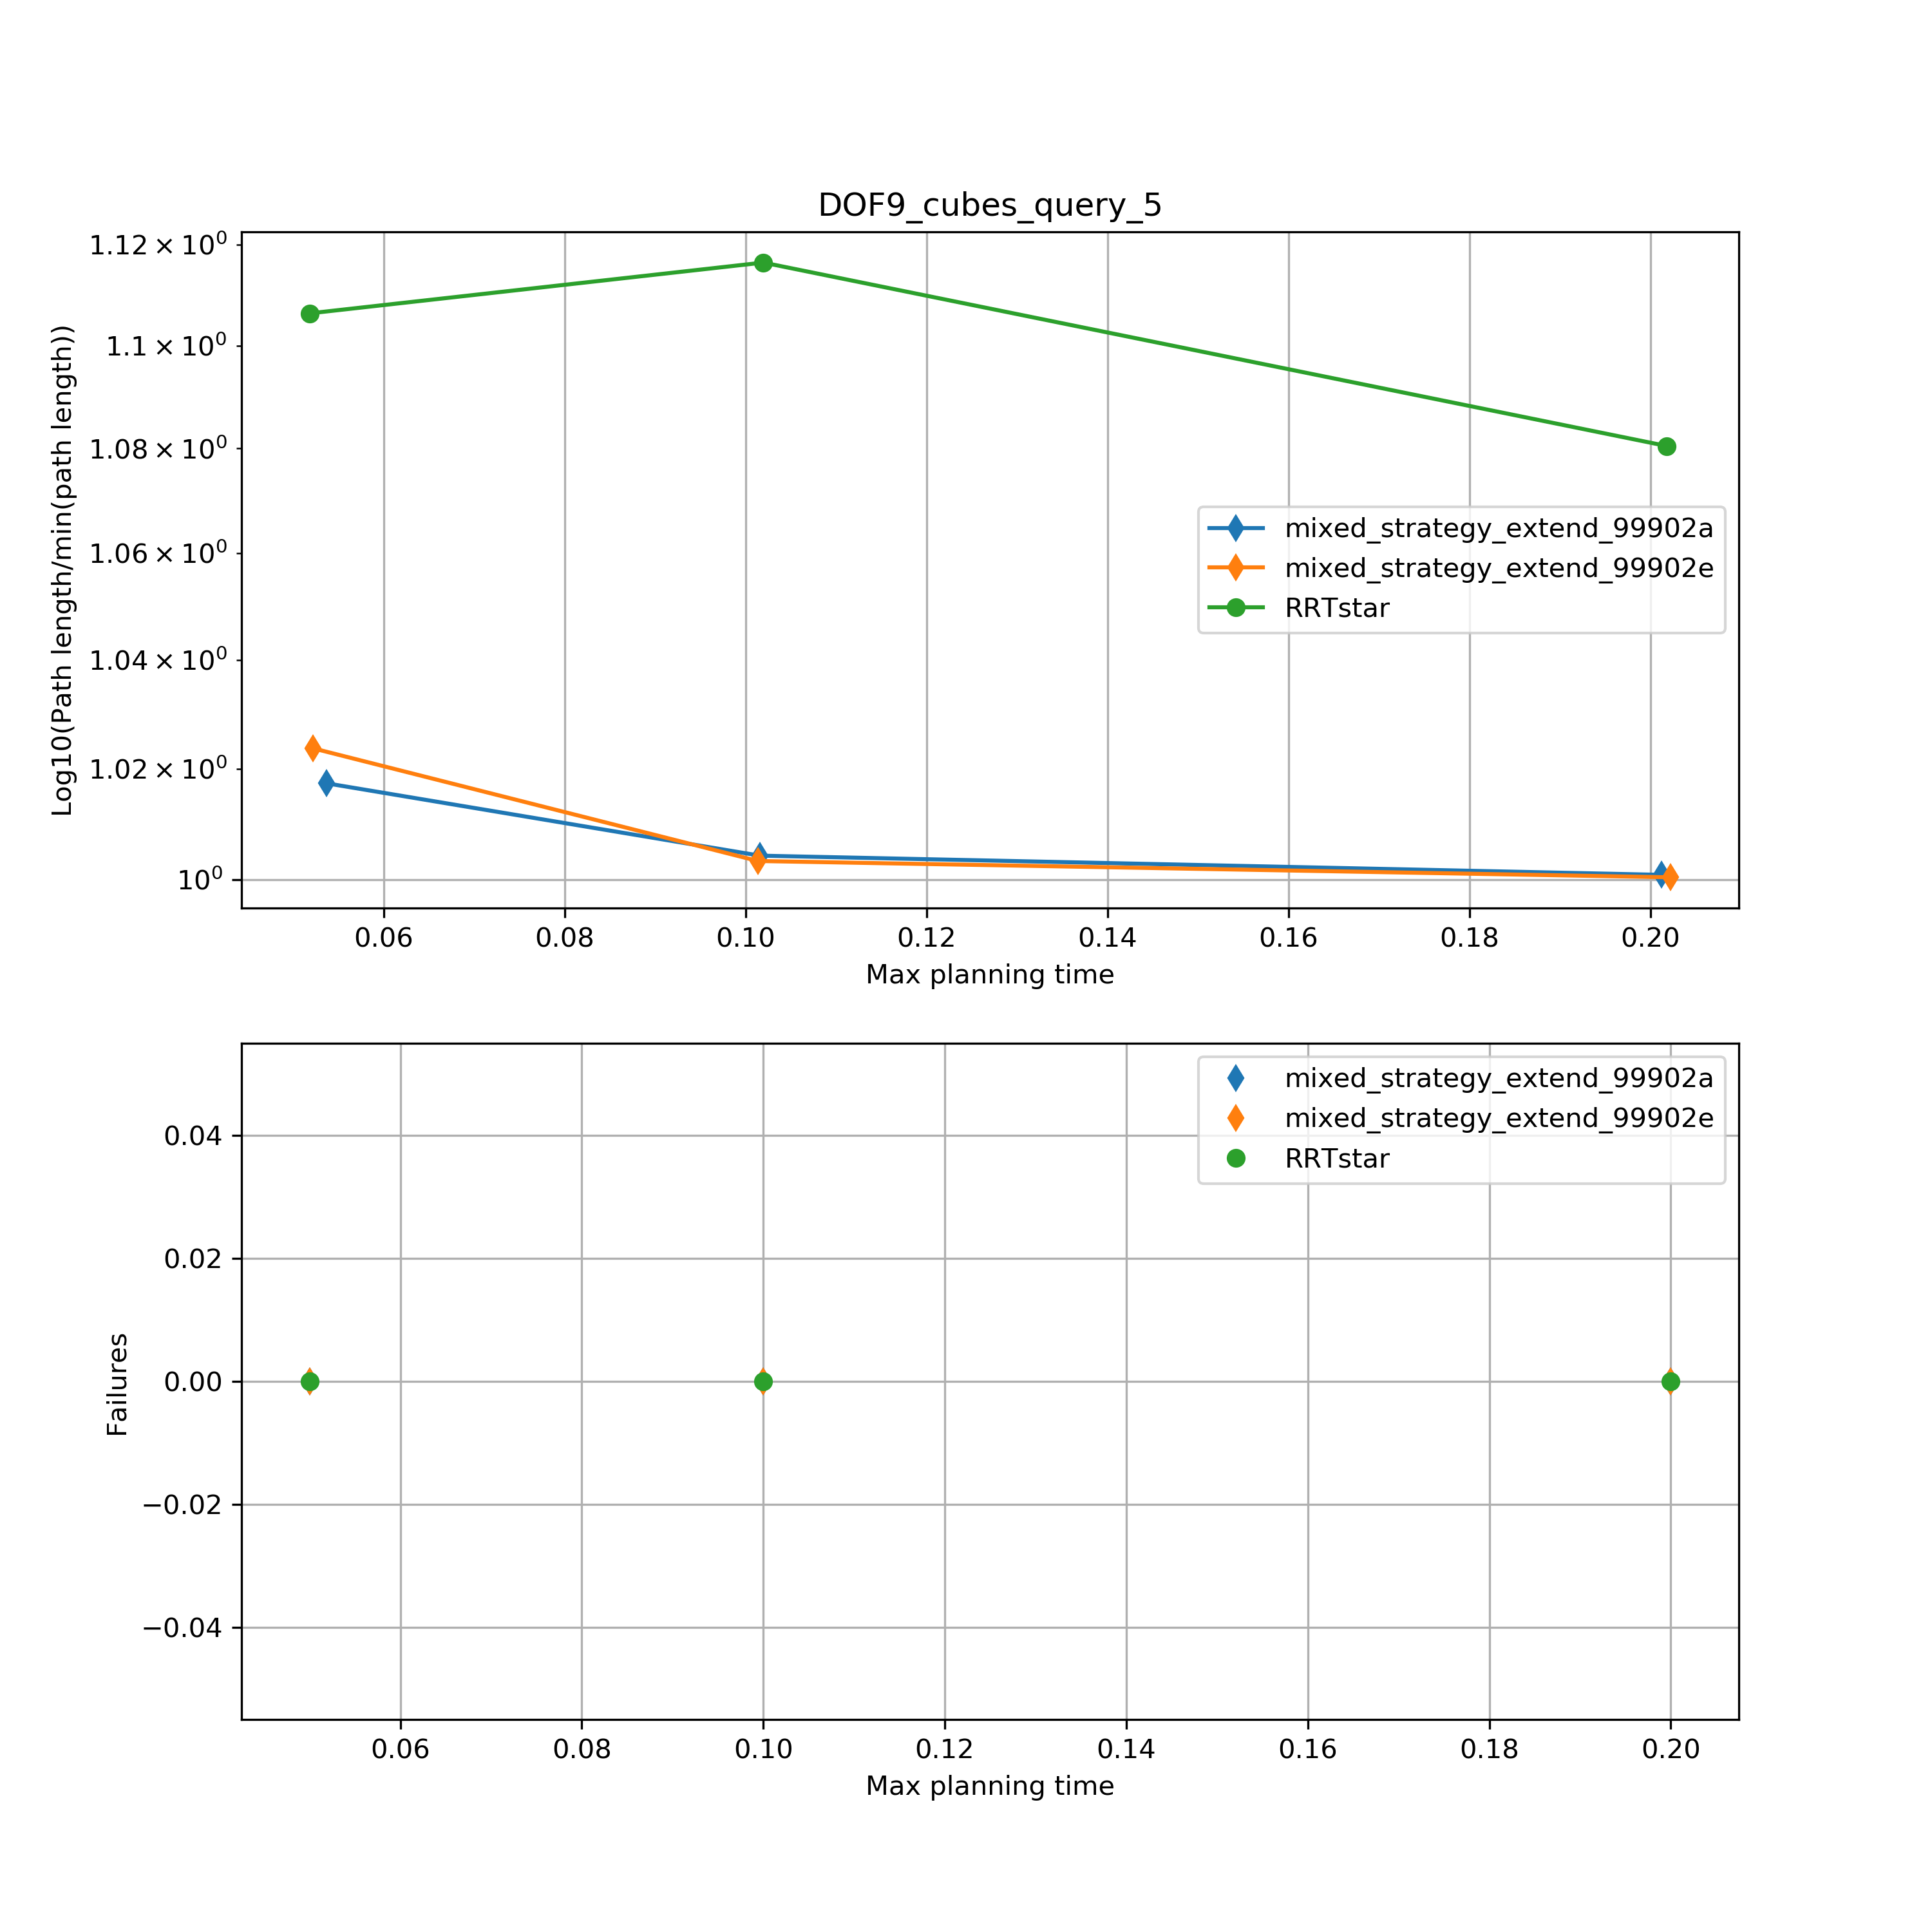 DOF9_cubes_query_5
Log10(Path length/min(path length))
1.12 × 10⁰
1.1 × 10⁰
1.08 × 10⁰
1.06 × 10⁰
1.04 × 10⁰
1.02 × 10⁰
10⁰
mixed_strategy_extend_99902a
mixed_strategy_extend_99902e
RRTstar
0.06 0.08 0.10 0.12 0.14 0.16 0.18 0.20
Max planning time
Failures
0.04
0.02
0.00
−0.02
−0.04
mixed_strategy_extend_99902a
mixed_strategy_extend_99902e
RRTstar
0.06 0.08 0.10 0.12 0.14 0.16 0.18 0.20
Max planning time